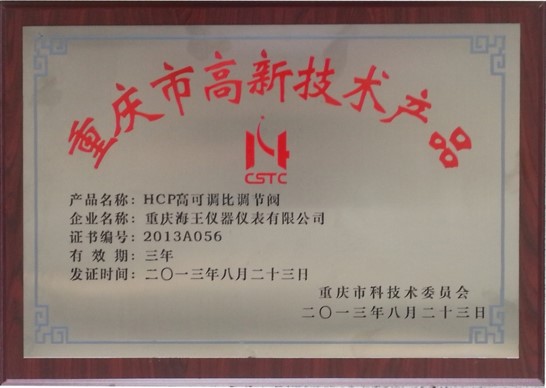 重庆市高新技术产品
CSTC
产品名称：HCP高可调比调节阀
企业名称：重庆海王仪器仪表有限公司
证书编号：2013A056
有 效 期：三年
发证时间：二〇一三年八月二十三日
重庆市科技术委员会
二〇一三年八月二十三日